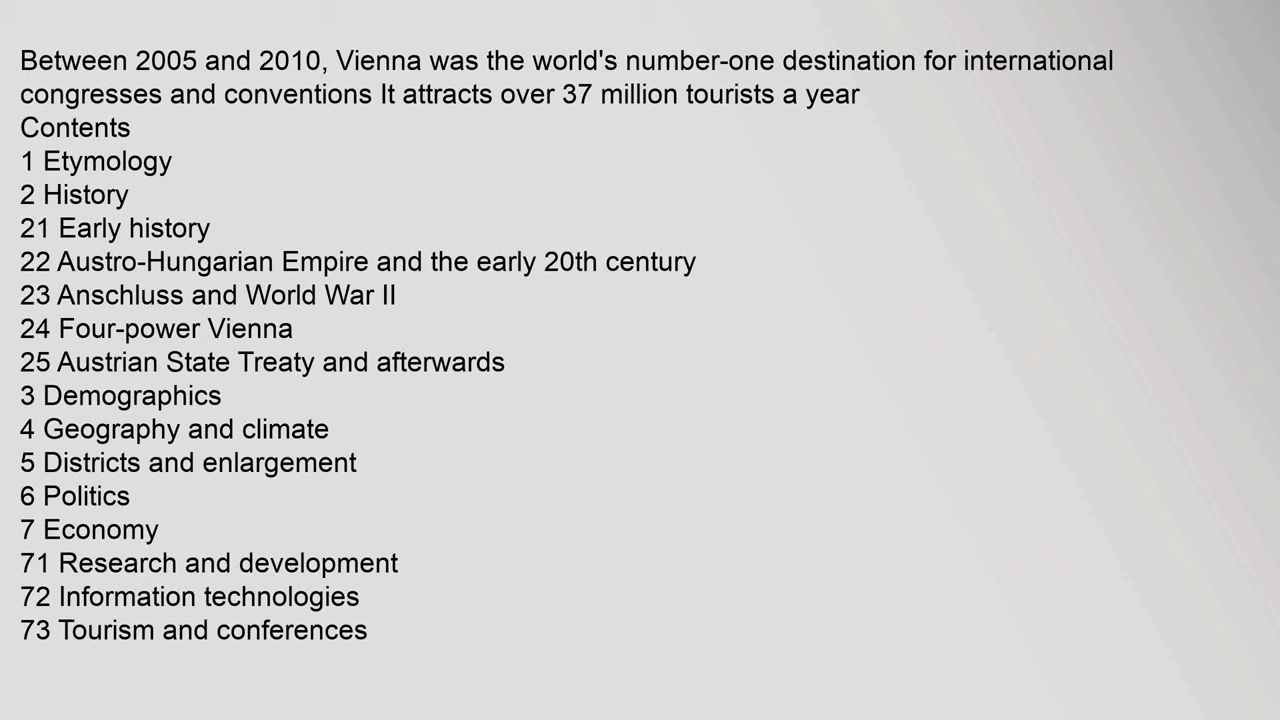 Between 2005 and 2010, Vienna was the world's number-one destination for international
congresses and conventions It attracts over 37 million tourists a year
Contents
1 Etymology
2 History
21 Early history
22 Austro-Hungarian Empire and the early 20th century
23 Anschluss and World War II
24 Four-power Vienna
25 Austrian State Treaty and afterwards
3 Demographics
4 Geography and climate
5 Districts and enlargement
6 Politics
7 Economy
71 Research and development
72 Information technologies
73 Tourism and conferences